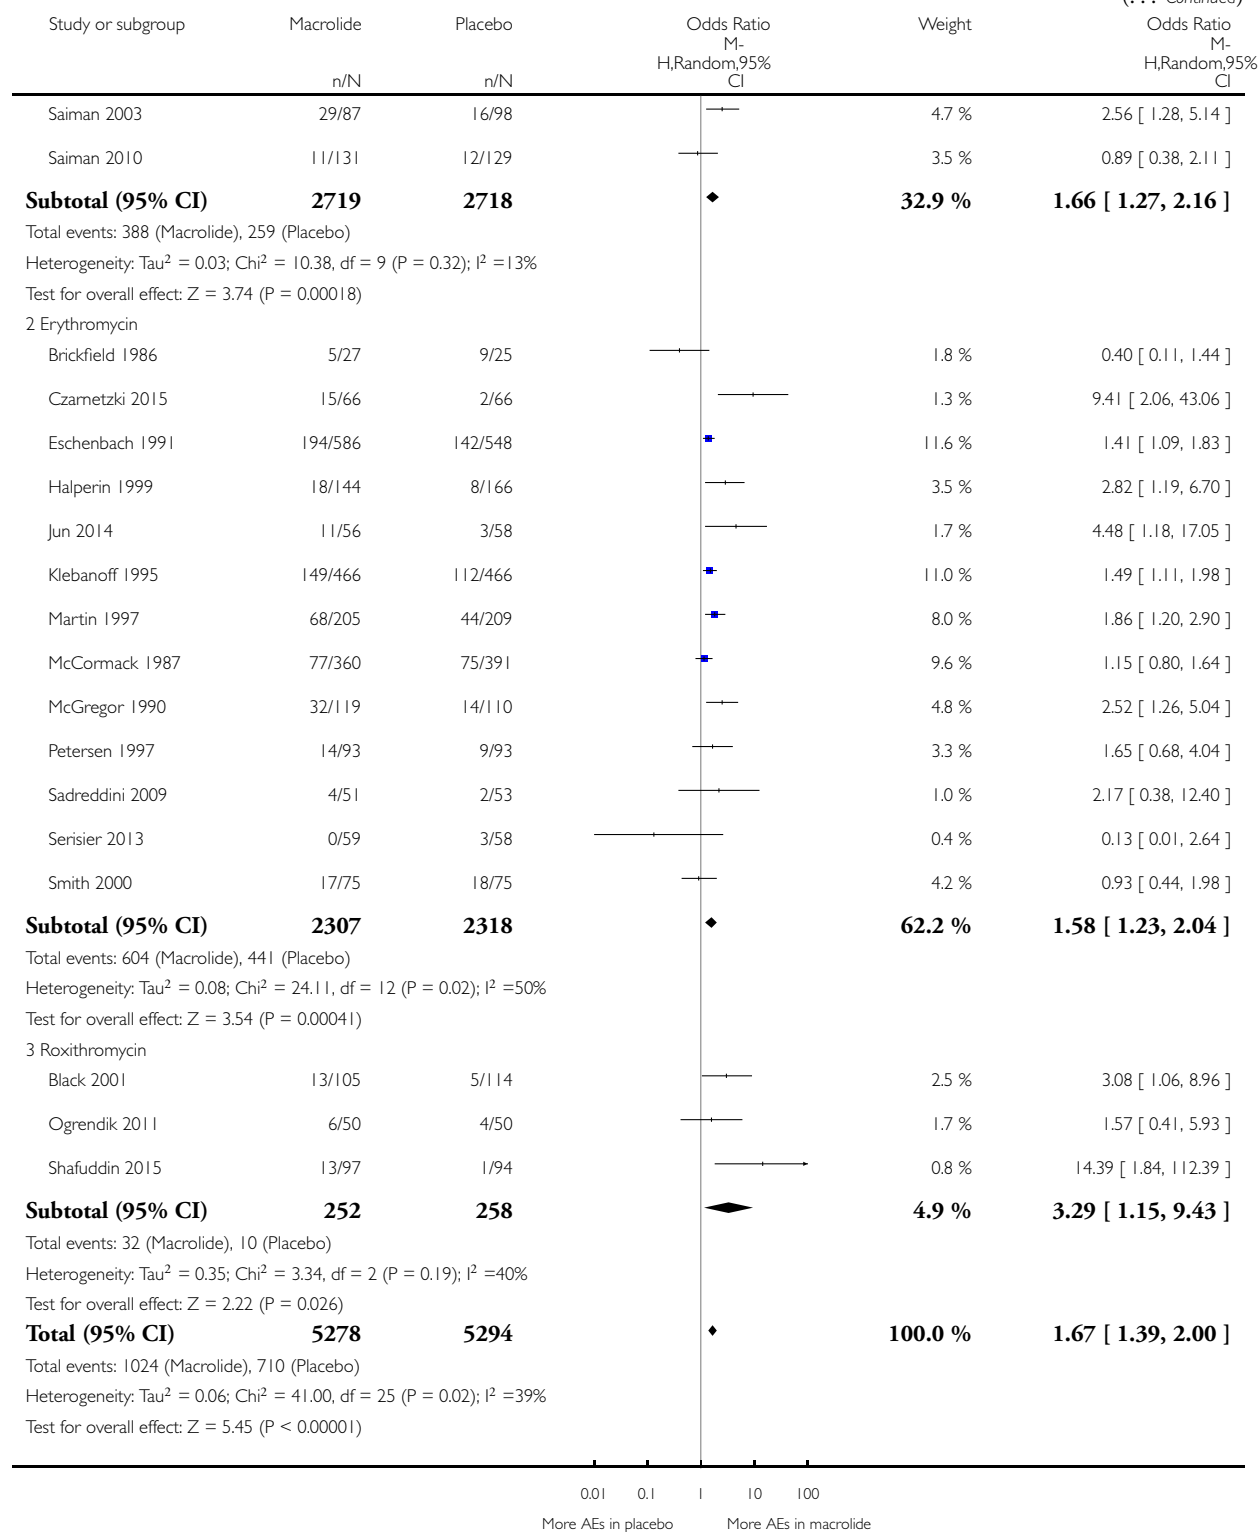 (... Continued)
Study or subgroup Macrolide Placebo Odds Ratio Weight Odds Ratio
M- M-
H,Random,95% H,Random,95%
n/N n/N CI CI
Saiman 2003 29/87 16/98 4.7 % 2.56 [ 1.28, 5.14 ]
Saiman 2010 11/131 12/129 3.5 % 0.89 [ 0.38, 2.11 ]
Subtotal (95% CI) 2719 2718 32.9 % 1.66 [ 1.27, 2.16 ]
Total events: 388 (Macrolide), 259 (Placebo)
Heterogeneity: Tau² = 0.03; Chi² = 10.38, df = 9 (P = 0.32); I² =13%
Test for overall effect: Z = 3.74 (P = 0.00018)
2 Erythromycin
Brickfield 1986 5/27 9/25 1.8 % 0.40 [ 0.11, 1.44 ]
Czarnetzki 2015 15/66 2/66 1.3 % 9.41 [ 2.06, 43.06 ]
Eschenbach 1991 194/586 142/548 11.6 % 1.41 [ 1.09, 1.83 ]
Halperin 1999 18/144 8/166 3.5 % 2.82 [ 1.19, 6.70 ]
Jun 2014 11/56 3/58 1.7 % 4.48 [ 1.18, 17.05 ]
Klebanoff 1995 149/466 112/466 11.0 % 1.49 [ 1.11, 1.98 ]
Martin 1997 68/205 44/209 8.0 % 1.86 [ 1.20, 2.90 ]
McCormack 1987 77/360 75/391 9.6 % 1.15 [ 0.80, 1.64 ]
McGregor 1990 32/119 14/110 4.8 % 2.52 [ 1.26, 5.04 ]
Petersen 1997 14/93 9/93 3.3 % 1.65 [ 0.68, 4.04 ]
Sadreddini 2009 4/51 2/53 1.0 % 2.17 [ 0.38, 12.40 ]
Serisier 2013 0/59 3/58 0.4 % 0.13 [ 0.01, 2.64 ]
Smith 2000 17/75 18/75 4.2 % 0.93 [ 0.44, 1.98 ]
Subtotal (95% CI) 2307 2318 62.2 % 1.58 [ 1.23, 2.04 ]
Total events: 604 (Macrolide), 441 (Placebo)
Heterogeneity: Tau² = 0.08; Chi² = 24.11, df = 12 (P = 0.02); I² =50%
Test for overall effect: Z = 3.54 (P = 0.00041)
3 Roxithromycin
Black 2001 13/105 5/114 2.5 % 3.08 [ 1.06, 8.96 ]
Ogrendik 2011 6/50 4/50 1.7 % 1.57 [ 0.41, 5.93 ]
Shafuddin 2015 13/97 1/94 0.8 % 14.39 [ 1.84, 112.39 ]
Subtotal (95% CI) 252 258 4.9 % 3.29 [ 1.15, 9.43 ]
Total events: 32 (Macrolide), 10 (Placebo)
Heterogeneity: Tau² = 0.35; Chi² = 3.34, df = 2 (P = 0.19); I² =40%
Test for overall effect: Z = 2.22 (P = 0.026)
Total (95% CI) 5278 5294 100.0 % 1.67 [ 1.39, 2.00 ]
Total events: 1024 (Macrolide), 710 (Placebo)
Heterogeneity: Tau² = 0.06; Chi² = 41.00, df = 25 (P = 0.02); I² =39%
Test for overall effect: Z = 5.45 (P < 0.00001)
0.01 0.1 1 10 100
More AEs in placebo More AEs in macrolide